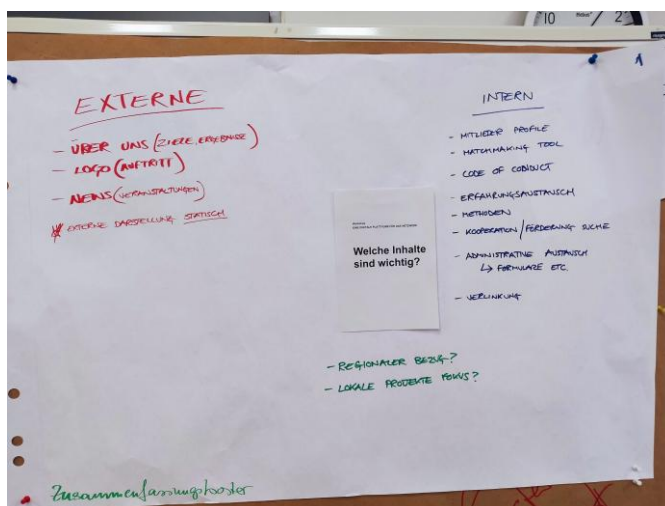 10
2
1
EXTERNE
- ÜBER UNS (ZIELE, ERGEBNISSE)
- LOGO (AUFTRITT)
- NEWS (VERANSTALTUNGEN)
EXTERNE DARSTELLUNG STATISCH
Welche Inhalte
sind wichtig?
INTERN
- MITGLIEDER PROFILE
- MATCHMAKING TOOL
- CODE OF CONDUCT
- ERFAHRUNGSAUSTAUSCH
- METHODEN
- KOOPERATION/FÖRDERUNG SUCHE
- ADMINISTRATIVE AUSTAUSCH
↳ FORMULARE ETC.
- VERLINKUNG
- REGIONALER BEZUG?
- LOKALE PROJEKTE FOKUS?
Zusammenfassungsposter